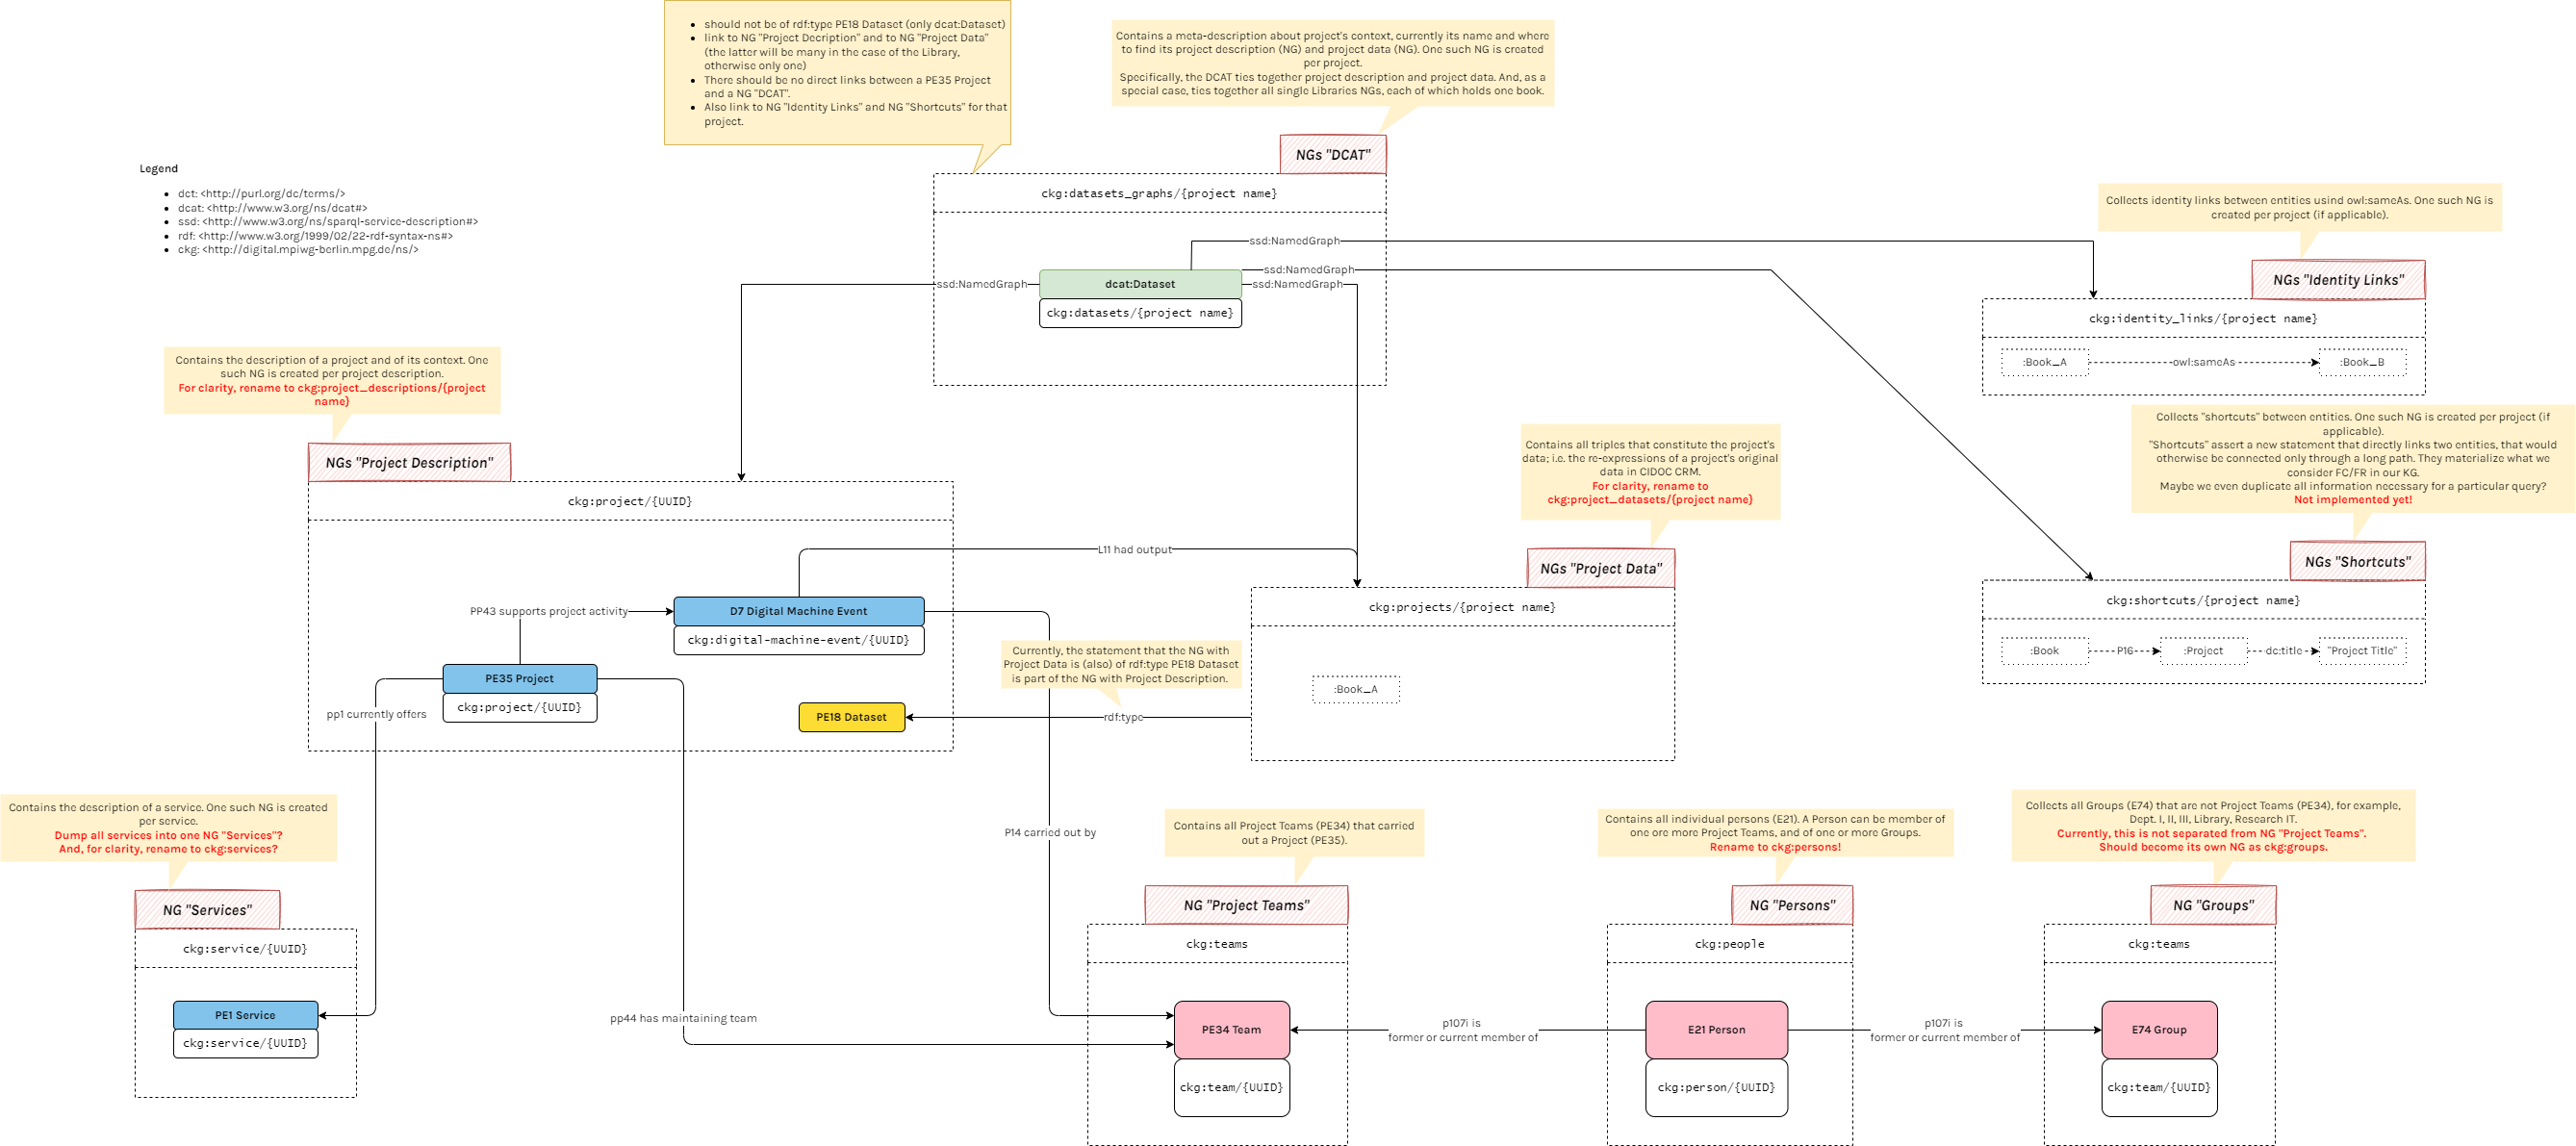 should not be of rdf:type PE18 Dataset (only dcat:Dataset)
link to NG "Project Decription" and to NG "Project Data"
(the latter will be many in the case of the Library,
otherwise only one)
There should be no direct links between a PE35 Project
and a NG "DCAT".
Also link to NG "Identity Links" and NG "Shortcuts" for that
project.
Contains a meta-description about project's context, currently its name and where
to find its project description (NG) and project data (NG). One such NG is created
per project.
Specifically, the DCAT ties together project description and project data. And, as a
special case, ties together all single Libraries NGs, each of which holds one book.
NGs "DCAT"
Legend
dct: <http://purl.org/dc/terms/>
dcat: <http://www.w3.org/ns/dcat#>
ssd: <http://www.w3.org/ns/sparql-service-description#>
rdf: <http://www.w3.org/1999/02/22-rdf-syntax-ns#>
ckg: <http://digital.mpiwg-berlin.mpg.de/ns/>
ckg:datasets_graphs/{project name}
ssd:NamedGraph
ssd:NamedGraph
ssd:NamedGraph
dcat:Dataset
ssd:NamedGraph
ckg:datasets/{project name}
Collects identity links between entities usind owl:sameAs. One such NG is
created per project (if applicable).
NGs "Identity Links"
ckg:identity_links/{project name}
:Book_A
owl:sameAs
:Book_B
Contains the description of a project and of its context. One
such NG is created per project description.
For clarity, rename to ckg:project_descriptions/{project
name}
NGs "Project Description"
ckg:project/{UUID}
Contains all triples that constitute the project's
data; i.e. the re-expressions of a project's original
data in CIDOC CRM.
For clarity, rename to
ckg:project_datasets/{project name}
NGs "Project Data"
ckg:projects/{project name}
:Book_A
Collects "shortcuts" between entities. One such NG is created per project (if
applicable).
"Shortcuts" assert a new statement that directly links two entities, that would
otherwise be connected only through a long path. They materialize what we
consider FC/FR in our KG.
Maybe we even duplicate all information necessary for a particular query?
Not implemented yet!
NGs "Shortcuts"
ckg:shortcuts/{project name}
:Book
P16
:Project
dc:title
"Project Title"
L11 had output
PP43 supports project activity
D7 Digital Machine Event
ckg:digital-machine-event/{UUID}
PE35 Project
ckg:project/{UUID}
pp1 currently offers
Currently, the statement that the NG with
Project Data is (also) of rdf:type PE18 Dataset
is part of the NG with Project Description.
PE18 Dataset
rdf:type
Contains the description of a service. One such NG is created
per service.
Dump all services into one NG "Services"?
And, for clarity, rename to ckg:services?
NG "Services"
ckg:service/{UUID}
PE1 Service
ckg:service/{UUID}
pp44 has maintaining team
P14 carried out by
Contains all Project Teams (PE34) that carried
out a Project (PE35).
NG "Project Teams"
ckg:teams
PE34 Team
ckg:team/{UUID}
p107i is
former or current member of
Contains all individual persons (E21). A Person can be member of
one ore more Project Teams, and of one or more Groups.
Rename to ckg:persons!
NG "Persons"
ckg:people
E21 Person
ckg:person/{UUID}
p107i is
former or current member of
Collects all Groups (E74) that are not Project Teams (PE34), for example,
Dept. I, II, III, Library, Research IT.
Currently, this is not separated from NG "Project Teams".
Should become its own NG as ckg:groups.
NG "Groups"
ckg:teams
E74 Group
ckg:team/{UUID}